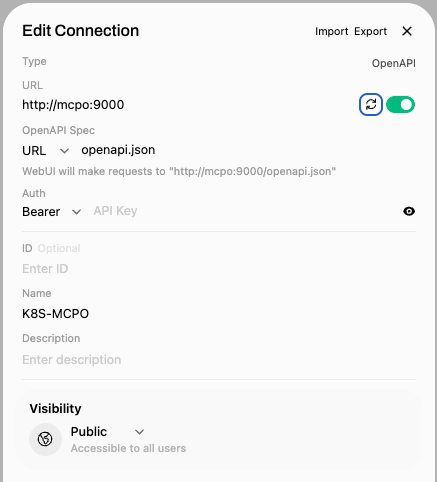 Edit Connection
Import Export
Type
OpenAPI
URL
http://mcpo:9000
OpenAPI Spec
URL openapi.json
WebUI will make requests to "http://mcpo:9000/openapi.json"
Auth
Bearer API Key
ID Optional
Enter ID
Name
K8S-MCPO
Description
Enter description
Visibility
Public
Accessible to all users